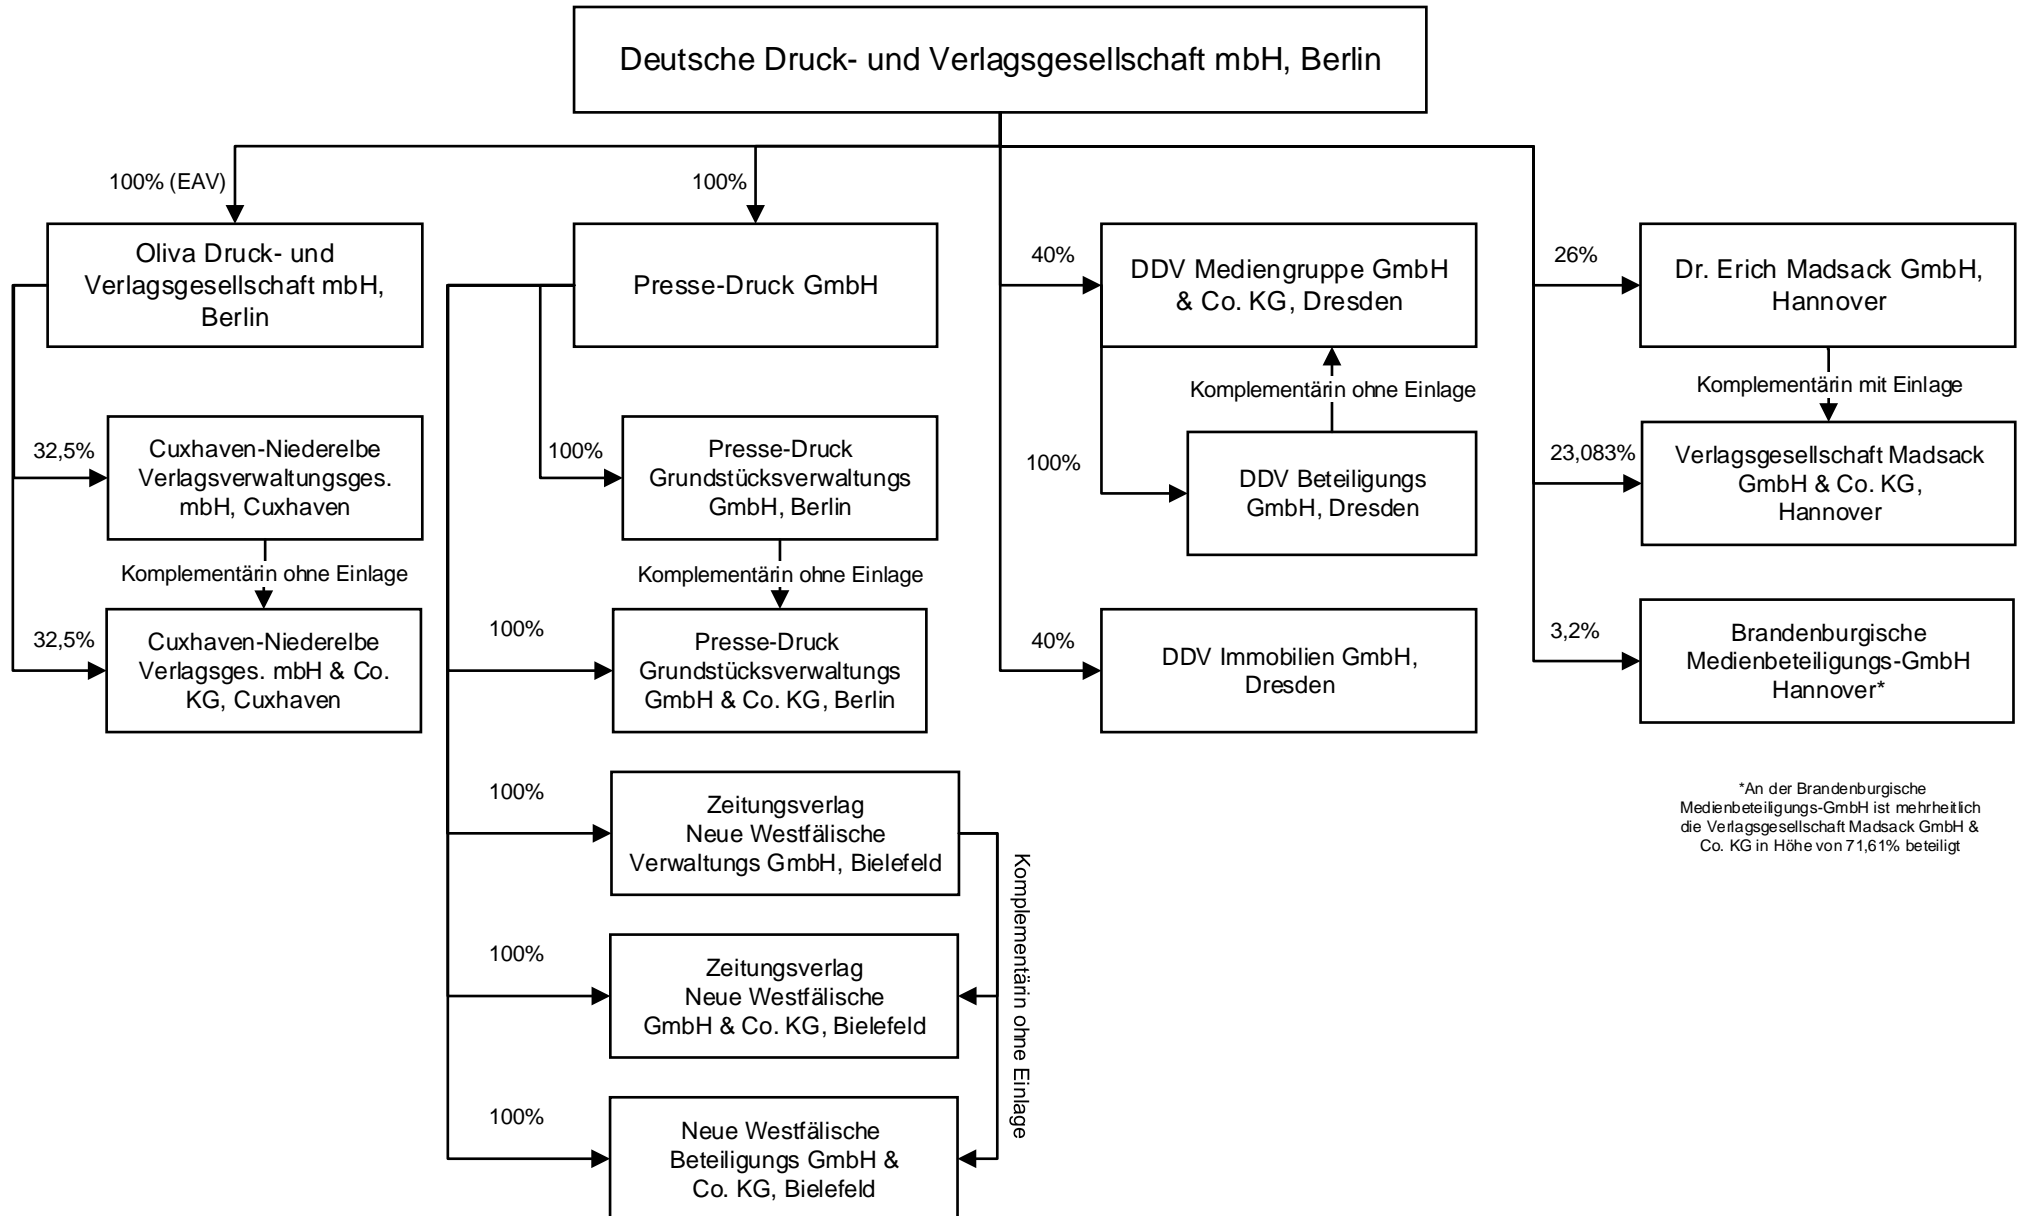 Deutsche Druck- und Verlagsgesellschaft mbH, Berlin
100% (EAV)
Oliva Druck- und
Verlagsgesellschaft mbH,
Berlin
32,5%
Cuxhaven-Niederelbe
Verlagsverwaltungsges.
mbH, Cuxhaven
Komplementärin ohne Einlage
32,5%
Cuxhaven-Niederelbe
Verlagsges. mbH & Co.
KG, Cuxhaven
100%
Presse-Druck GmbH
100%
Presse-Druck
Grundstücksverwaltungs
GmbH, Berlin
Komplementärin ohne Einlage
100%
Presse-Druck
Grundstücksverwaltungs
GmbH & Co. KG, Berlin
100%
Zeitungsverlag
Neue Westfälische
Verwaltungs GmbH, Bielefeld
100%
Zeitungsverlag
Neue Westfälische
GmbH & Co. KG, Bielefeld
100%
Neue Westfälische
Beteiligungs GmbH &
Co. KG, Bielefeld
Komplementärin ohne Einlage
40%
DDV Mediengruppe GmbH
& Co. KG, Dresden
Komplementärin ohne Einlage
100%
DDV Beteiligungs
GmbH, Dresden
40%
DDV Immobilien GmbH,
Dresden
26%
Dr. Erich Madsack GmbH,
Hannover
Komplementärin mit Einlage
23,083%
Verlagsgesellschaft Madsack
GmbH & Co. KG,
Hannover
3,2%
Brandenburgische
Medienbeteiligungs-GmbH
Hannover*
*An der Brandenburgische
Medienbeteiligungs-GmbH ist mehrheitlich
die Verlagsgesellschaft Madsack GmbH &
Co. KG in Höhe von 71,61% beteiligt